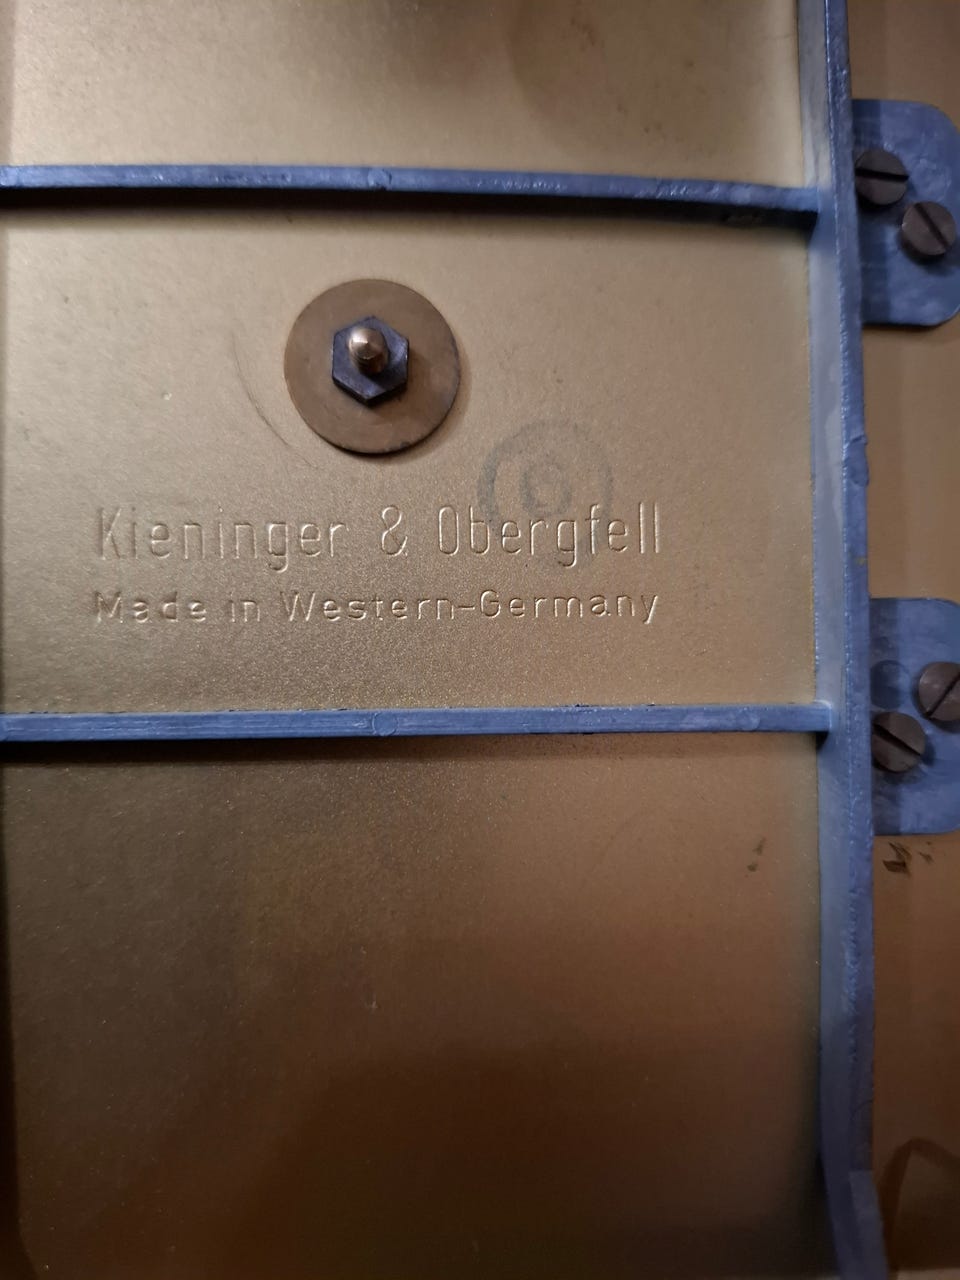 Kieninger & Obergfell
Made in Western-Germany